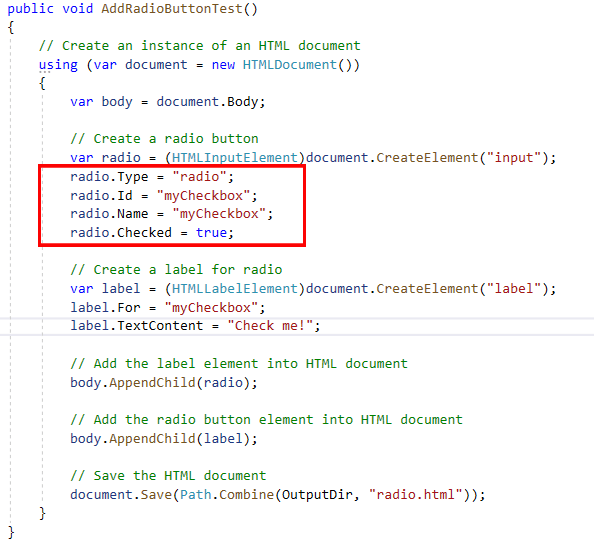 public void AddRadioButtonTest()
{
// Create an instance of an HTML document
using (var document = new HTMLDocument())
{
var body = document.Body;
// Create a radio button
var radio = (HTMLInputElement)document.CreateElement("input");
radio.Type = "radio";
radio.Id = "myCheckbox";
radio.Name = "myCheckbox";
radio.Checked = true;
// Create a label for radio
var label = (HTMLLabelElement)document.CreateElement("label");
label.For = "myCheckbox";
label.TextContent = "Check me!";
// Add the label element into HTML document
body.AppendChild(radio);
// Add the radio button element into HTML document
body.AppendChild(label);
// Save the HTML document
document.Save(Path.Combine(OutputDir, "radio.html"));
}
}